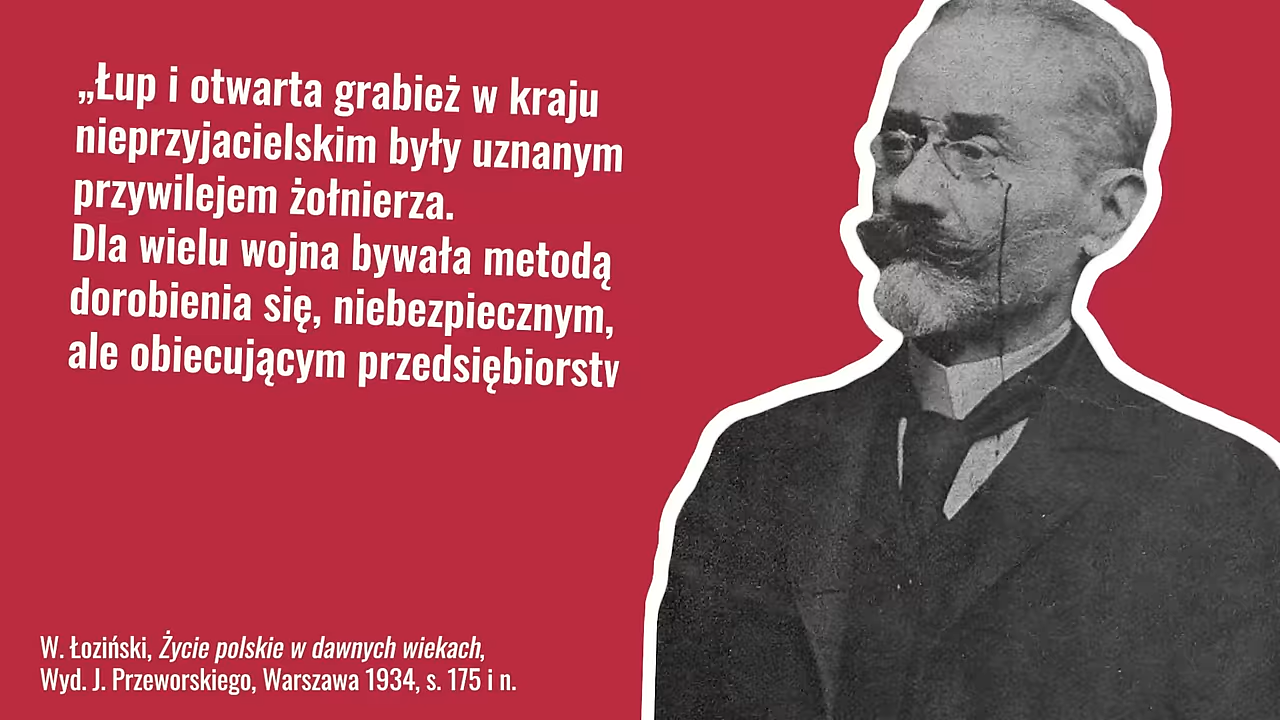 „Łup i otwarta grabież w kraju
nieprzyjacielskim były uznanym
przywilejem żołnierza.
Dla wielu wojna bywała metodą
dorobienia się, niebezpiecznym,
ale obiecującym przedsiębiorstw
W. Łoziński, Życie polskie w dawnych wiekach,
Wyd. J. Przeworskiego, Warszawa 1934, s. 175 i n.